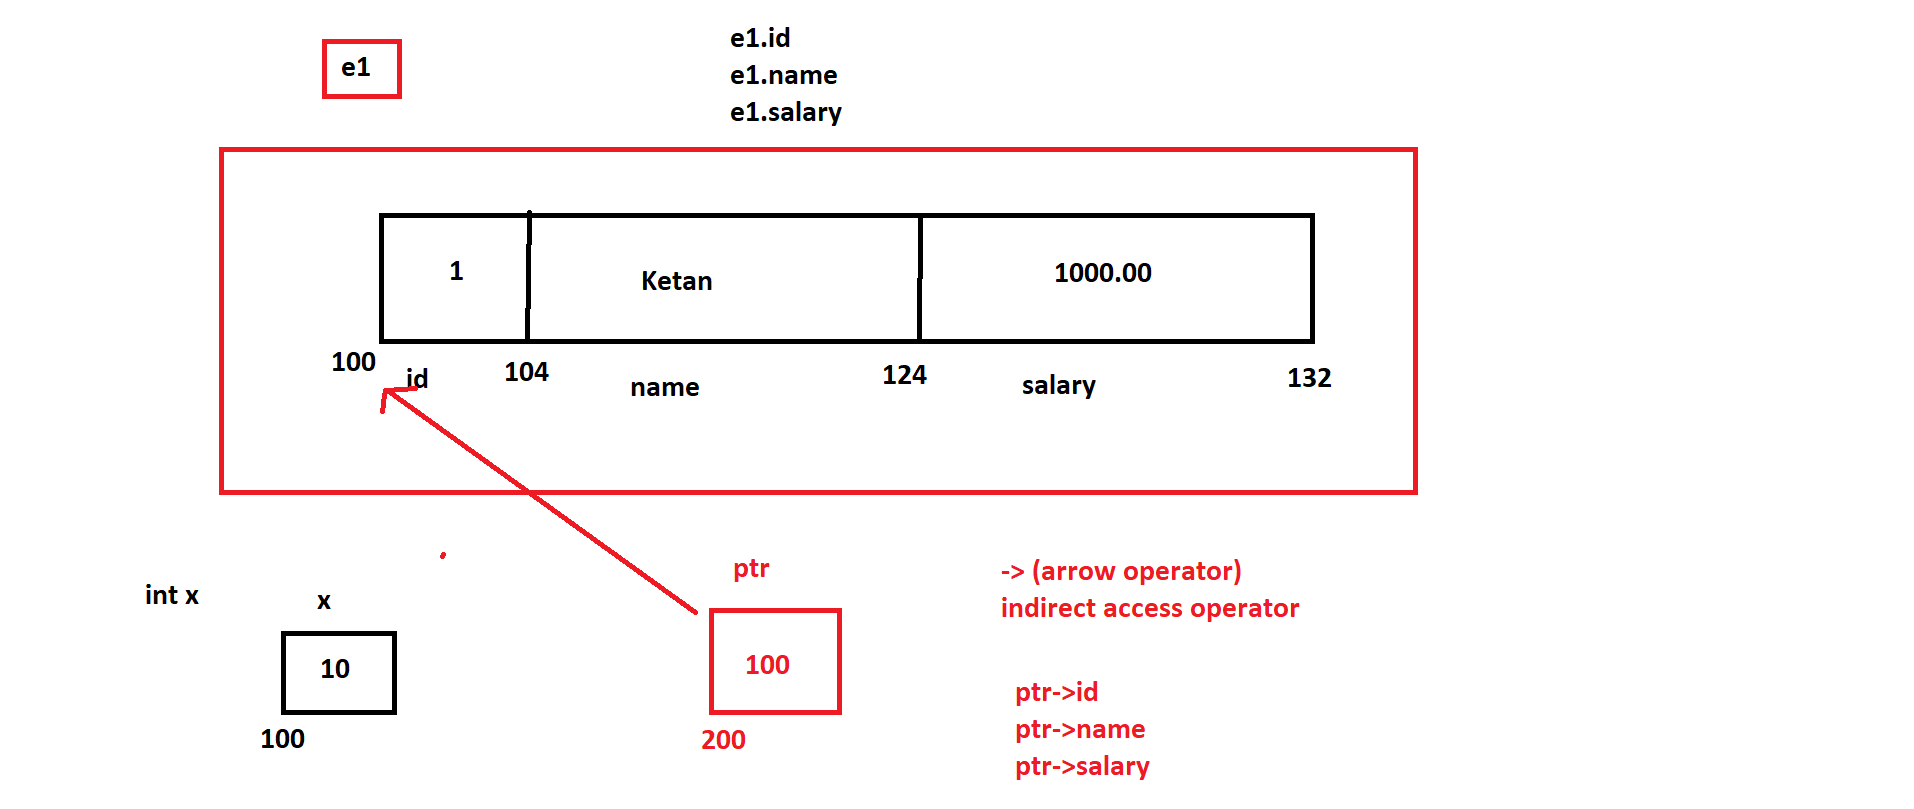 e1
e1.id
e1.name
e1.salary
1
Ketan
1000.00
100
id
104
name
124
salary
132
int x
x
10
100
ptr
100
200
-> (arrow operator)
indirect access operator
ptr->id
ptr->name
ptr->salary